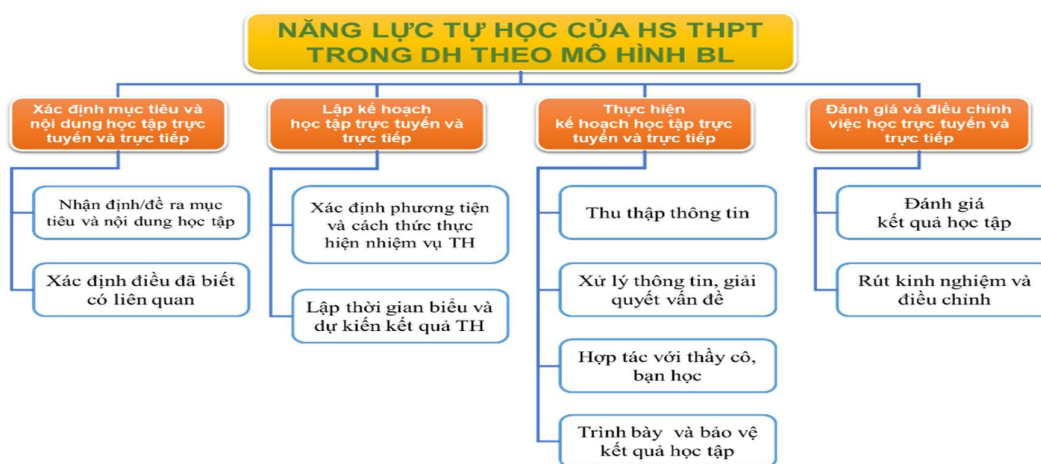 NĂNG LỰC TỰ HỌC CỦA HS THPT
TRONG DH THEO MÔ HÌNH BL
Xác định mục tiêu và
nội dung học tập trực
tuyến và trực tiếp
Nhận định/đề ra mục
tiêu và nội dung học tập
Xác định điều đã biết
có liên quan
Lập kế hoạch
học tập trực tuyến và
trực tiếp
Xác định phương tiện
và cách thức thực
hiện nhiệm vụ TH
Lập thời gian biểu và
dự kiến kết quả TH
Thực hiện
kế hoạch học tập trực
tuyến và trực tiếp
Thu thập thông tin
Xử lý thông tin, giải
quyết vấn đề
Hợp tác với thầy cô,
bạn học
Trình bày và bảo vệ
kết quả học tập
Đánh giá và điều chỉnh
việc học trực tuyến và
trực tiếp
Đánh giá
kết quả học tập
Rút kinh nghiệm và
điều chỉnh